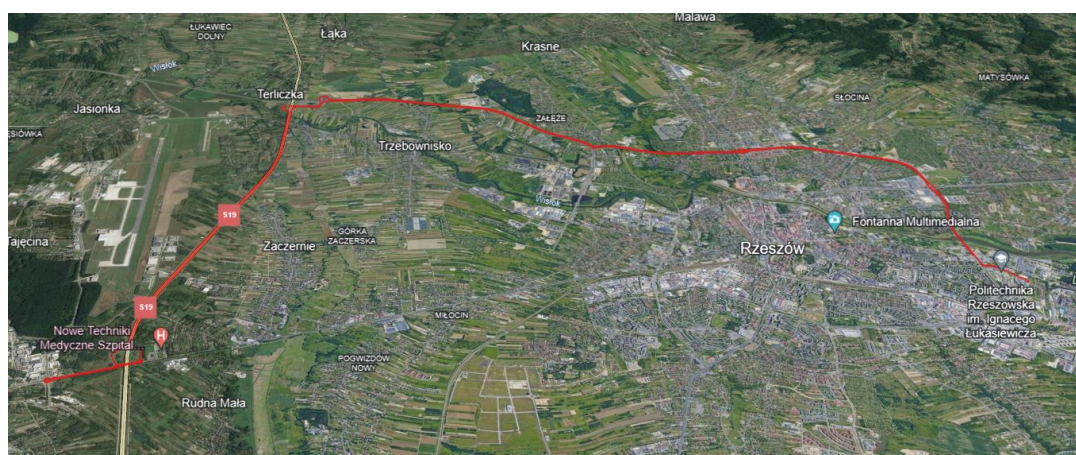 Malawa
ŁUKAWIEC
DOLNY
Łąka
Krasne
Wisłok
MATYSÓWKA
Terliczka
SŁOCINA
Jasionka
ZAŁĘŻE
ĘSIÓWKA
Trzebownisko
Wisłok
S19
Fontanna Multimedialna
GÓRKA
ZACZERSKA
Tajęcina
Zaczernie
Rzeszów
Politechnika
Rzeszowska
im. Ignacego
Łukasiewicza
S19
MIŁOCIN
Nowe Techniki
Medyczne Szpital
H
POGWIZDÓW
NOWY
Rudna Mała